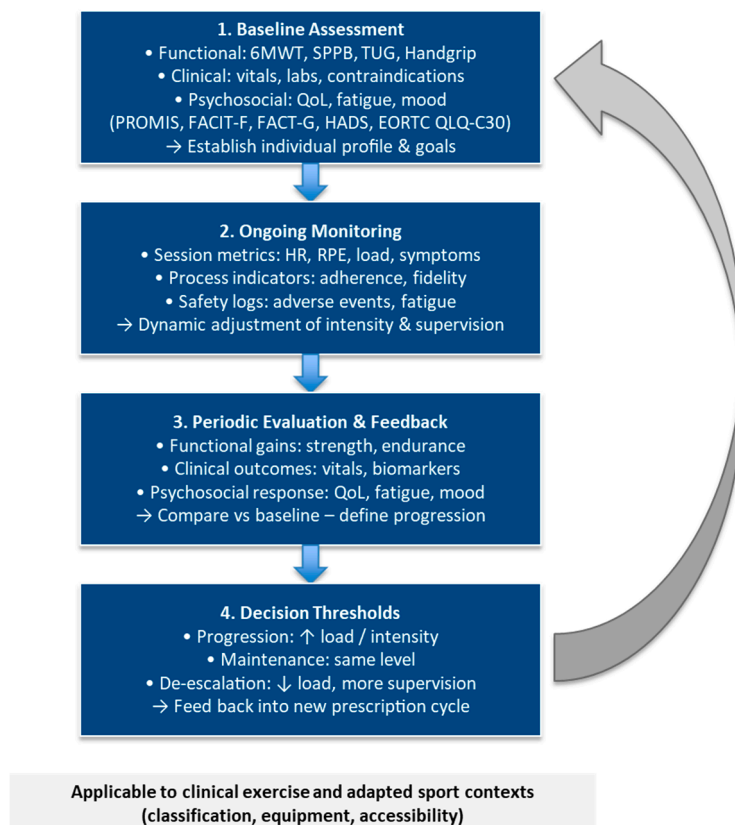 1. Baseline Assessment
• Functional: 6MWT, SPPB, TUG, Handgrip
• Clinical: vitals, labs, contraindications
• Psychosocial: QoL, fatigue, mood
(PROMIS, FACIT-F, FACT-G, HADS, EORTC QLQ-C30)
→ Establish individual profile & goals
2. Ongoing Monitoring
• Session metrics: HR, RPE, load, symptoms
• Process indicators: adherence, fidelity
• Safety logs: adverse events, fatigue
→ Dynamic adjustment of intensity & supervision
3. Periodic Evaluation & Feedback
• Functional gains: strength, endurance
• Clinical outcomes: vitals, biomarkers
• Psychosocial response: QoL, fatigue, mood
→ Compare vs baseline – define progression
4. Decision Thresholds
• Progression: ↑ load / intensity
• Maintenance: same level
• De-escalation: ↓ load, more supervision
→ Feed back into new prescription cycle
Applicable to clinical exercise and adapted sport contexts
(classification, equipment, accessibility)